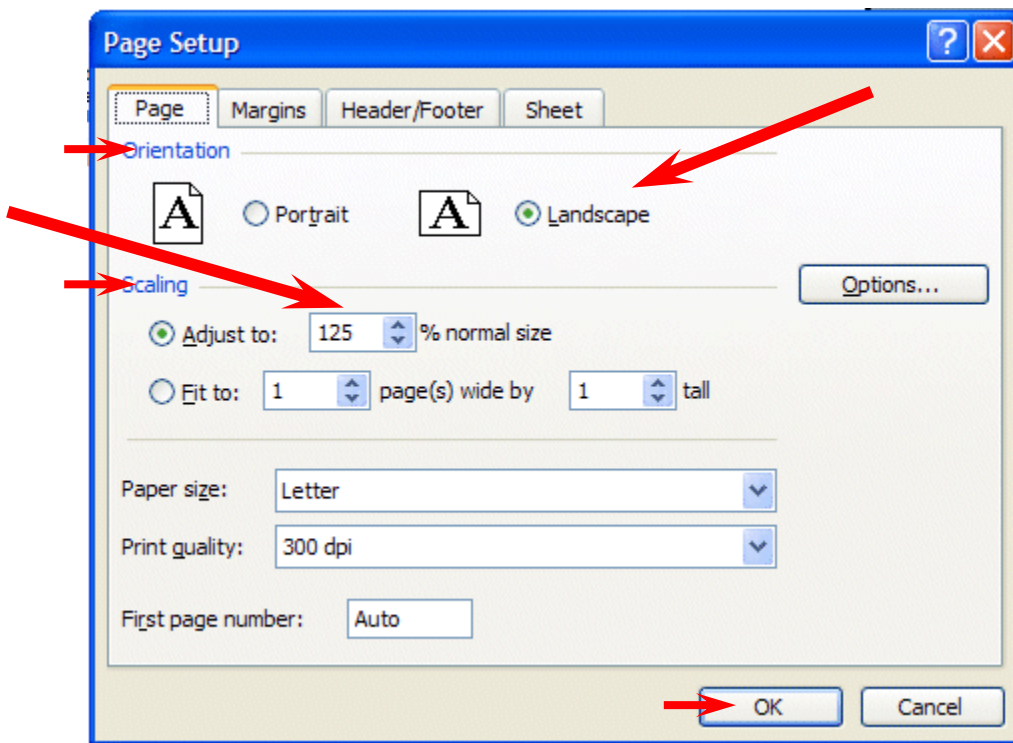 Page Setup
?
Page Margins Header/Footer Sheet
Orientation
A Portrait A Landscape
Scaling
Options...
Adjust to: 125 % normal size
Fit to: 1 page(s) wide by 1 tall
Paper size: Letter
Print quality: 300 dpi
First page number: Auto
OK Cancel